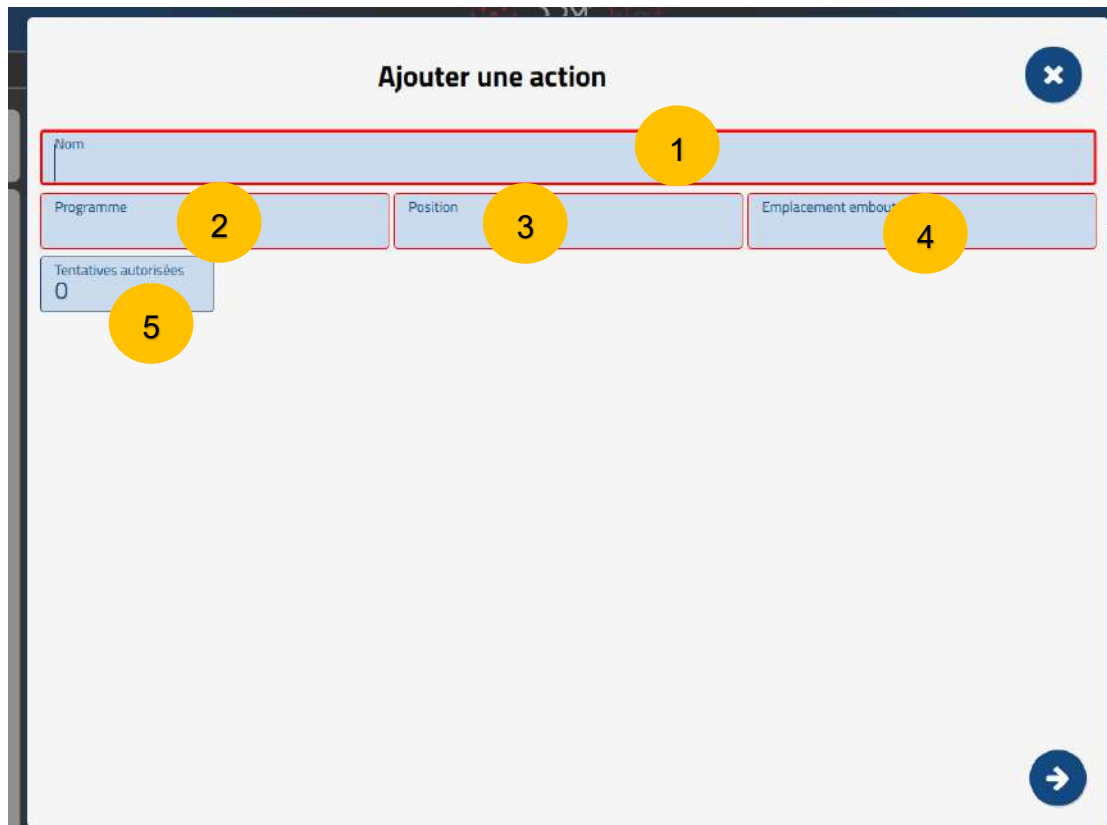 Ajouter une action
Nom
1
Programme
2
Position
3
Emplacement embout
4
Tentatives autorisées
0
5